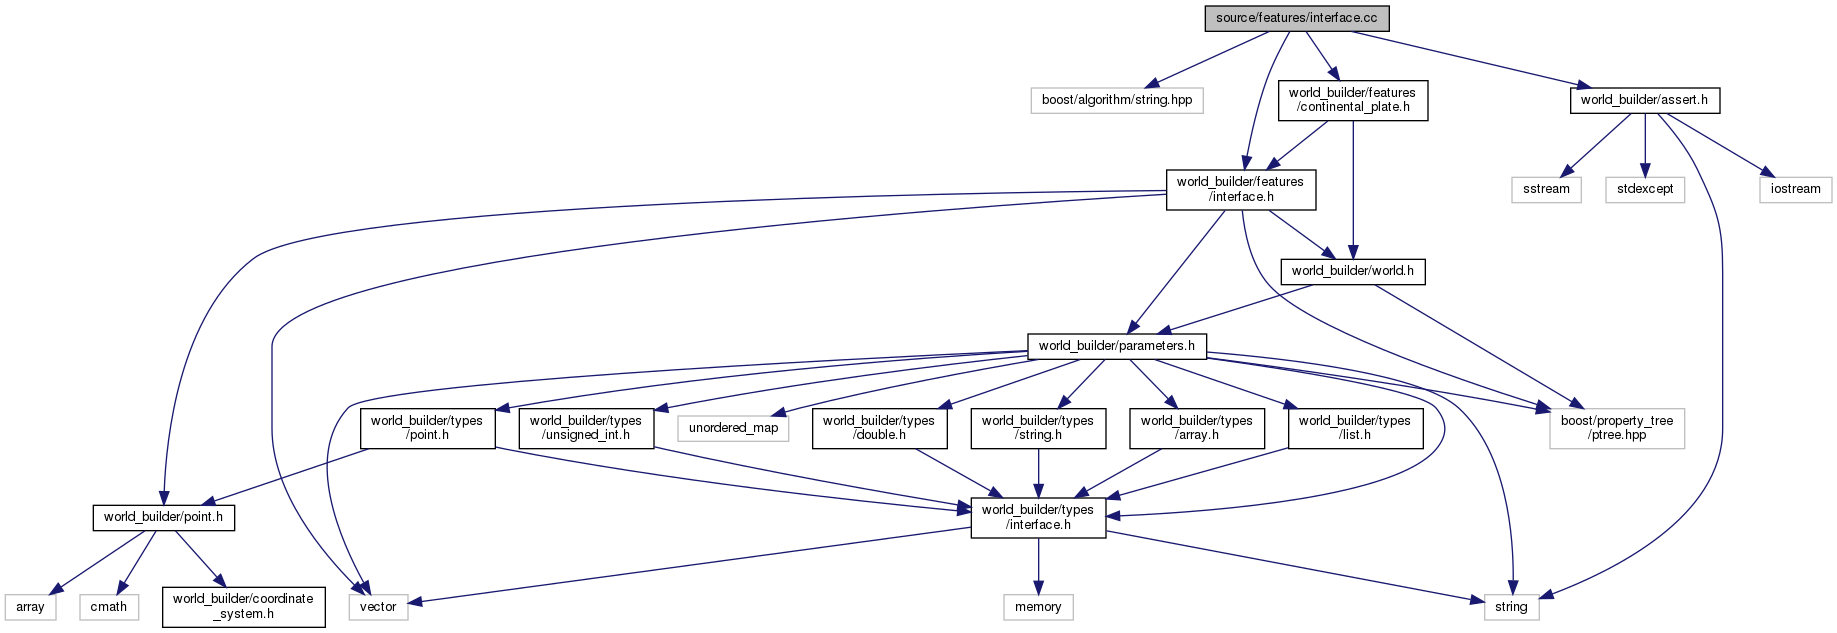 source/features/interface.cc
boost/algorithm/string.hpp
world_builder/features
/continental_plate.h
world_builder/assert.h
world_builder/features
/interface.h
sstream
stdexcept
iostream
world_builder/world.h
world_builder/parameters.h
world_builder/types
/point.h
world_builder/types
/unsigned_int.h
unordered_map
world_builder/types
/double.h
world_builder/types
/string.h
world_builder/types
/array.h
world_builder/types
/list.h
boost/property_tree
/ptree.hpp
world_builder/point.h
world_builder/types
/interface.h
array
cmath
world_builder/coordinate
_system.h
vector
memory
string